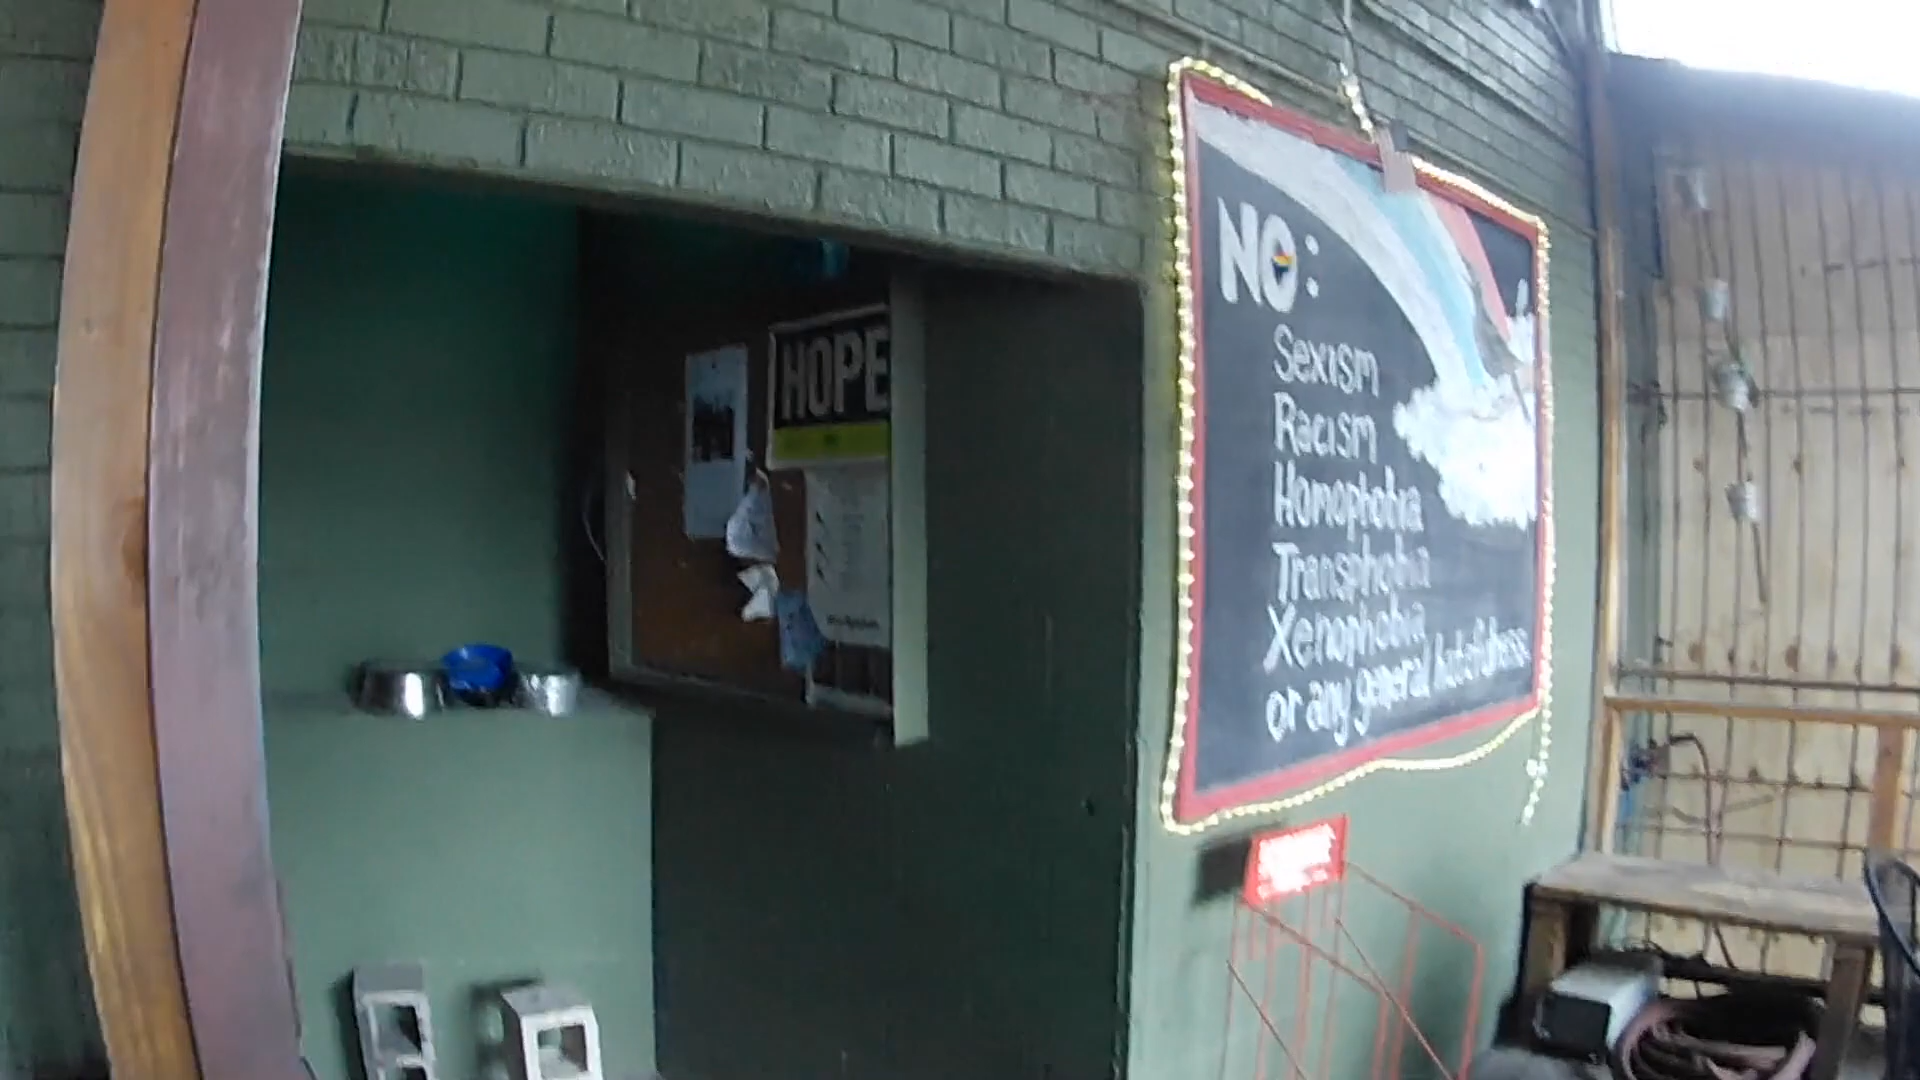 HOPE
NO:
Sexism
Racism
Homophobia
Transphobia
Xenophobia
or any general hatefulness